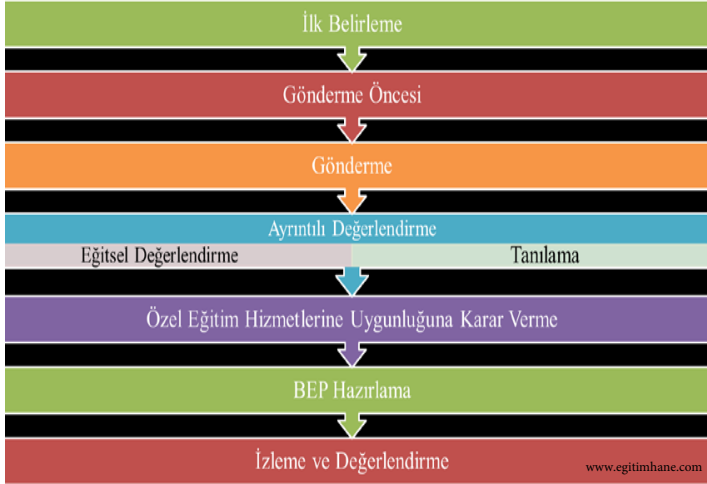 İlk Belirleme
Gönderme Öncesi
Gönderme
Ayrıntılı Değerlendirme
Eğitsel Değerlendirme
Tanılama
Özel Eğitim Hizmetlerine Uygunluğuna Karar Verme
BEP Hazırlama
İzleme ve Değerlendirme
www.egitimhane.com